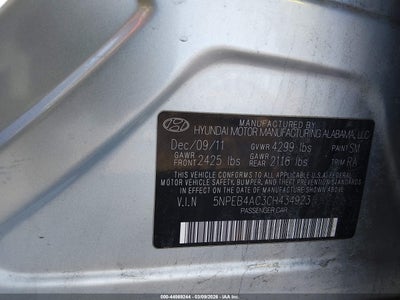 MANUFACTURED BY
HYUNDAI MOTOR MANUFACTURING ALABAMA, LLC
Dec/09/11 GVWR 4299 lbs PAINT SM
GAWR FRONT 2425 lbs GAWR REAR 2116 lbs TRIM RA
THIS VEHICLE CONFORMS TO ALL APPLICABLE FEDERAL
MOTOR VEHICLE SAFETY, BUMPER, AND THEFT
PREVENTION STANDARDS
IN EFFECT ON THE DATE OF MANUFACTURE SHOWN ABOVE.
V.I.N 5NPEB4AC3CH434923
PASSENGER CAR
000-44989244 - 03/09/2026 - IAA